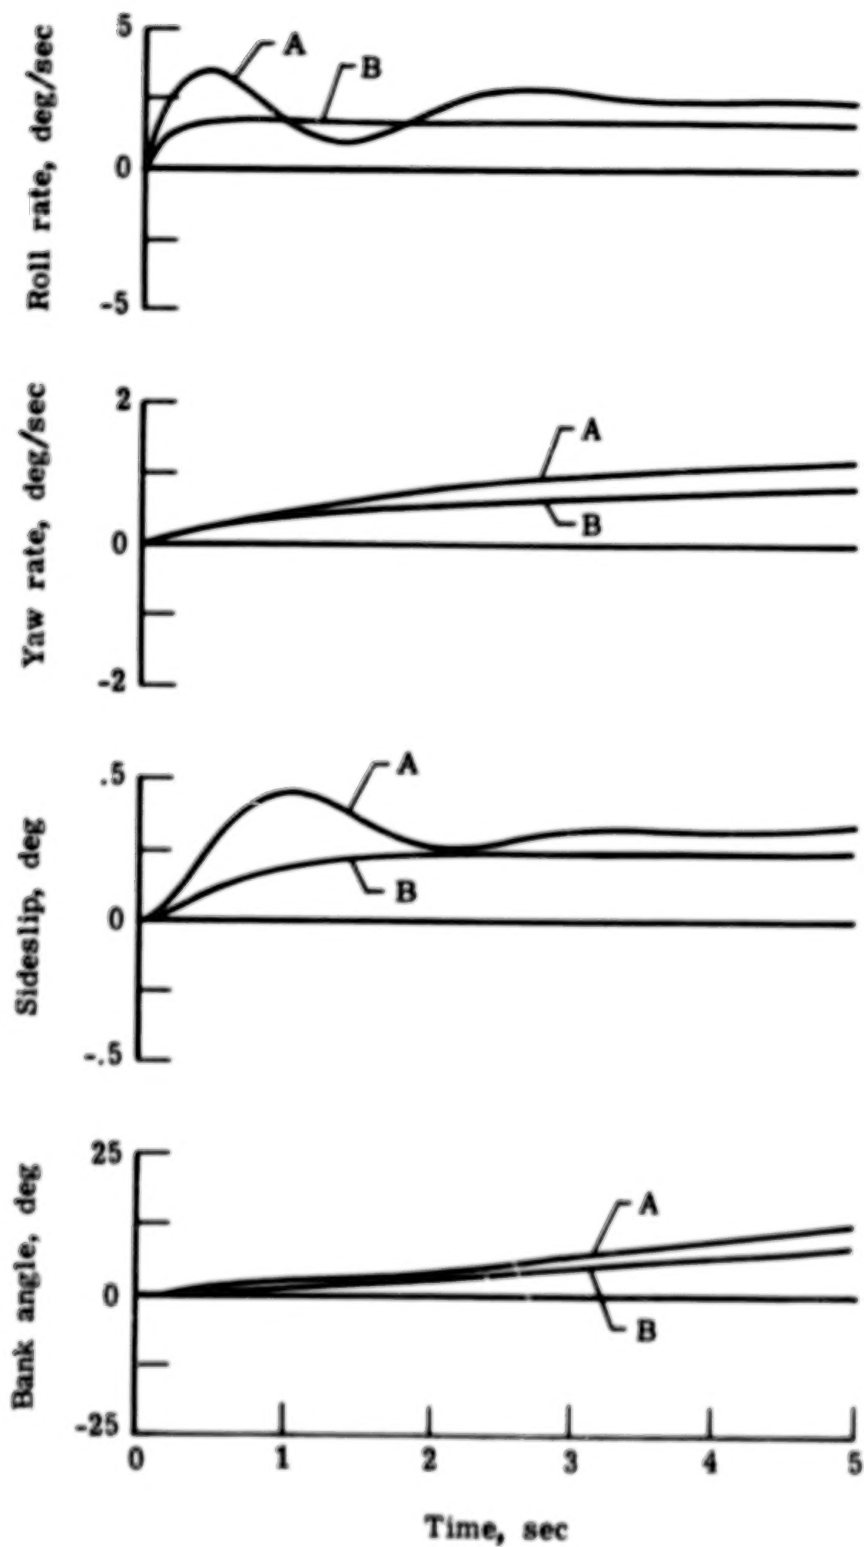 Roll rate, deg/sec
5
0
-5
A
B
Yaw rate, deg/sec
2
0
-2
A
B
Sideslip, deg
.5
0
-.5
A
B
Bank angle, deg
25
0
-25
A
B
0 1 2 3 4 5
Time, sec